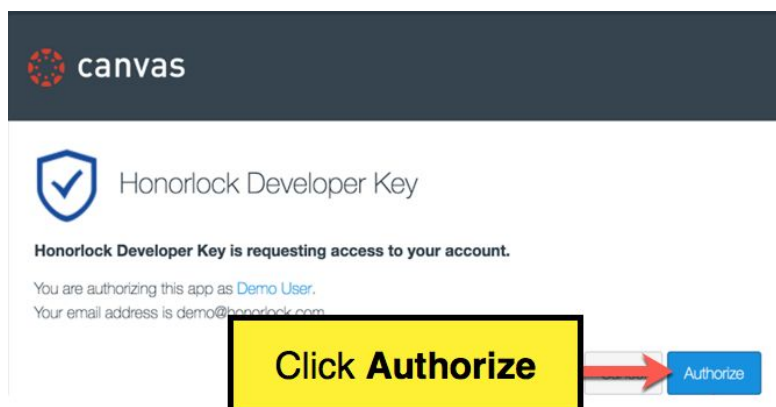 canvas
Honorlock Developer Key
Honorlock Developer Key is requesting access to your account.
You are authorizing this app as Demo User.
Your email address is demo@honorlock.com
Click Authorize
Authorize